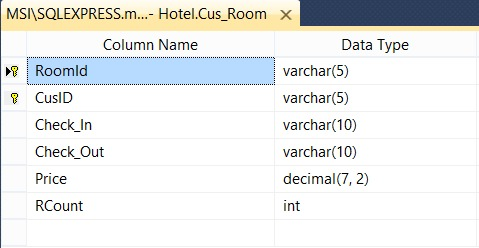 MSI\SQLEXPRESS.m...- Hotel.Cus_Room
Column Name Data Type
RoomId varchar(5)
CusID varchar(5)
Check_In varchar(10)
Check_Out varchar(10)
Price decimal(7, 2)
RCount int